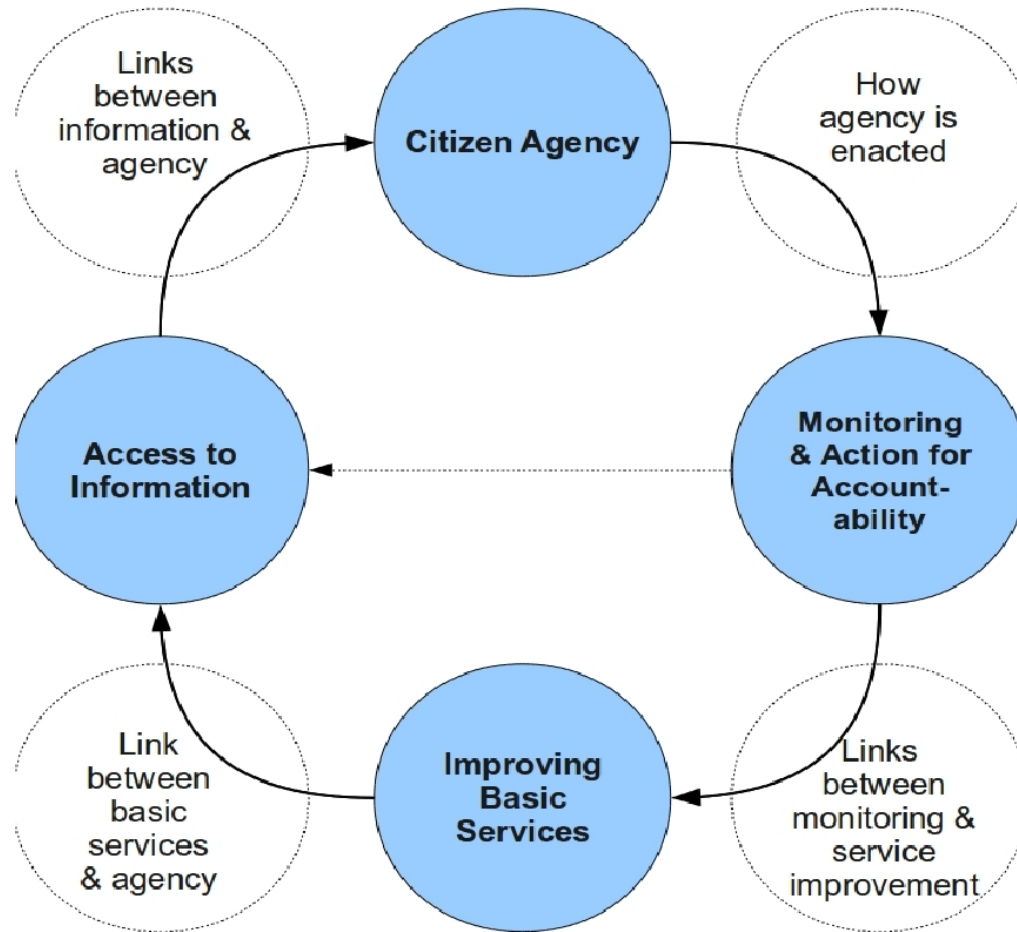 Links
between
information &
agency
Citizen Agency
How
agency is
enacted
Access to
Information
Monitoring
& Action for
Account-
ability
Link
between
basic
services
& agency
Improving
Basic
Services
Links
between
monitoring &
service
improvement